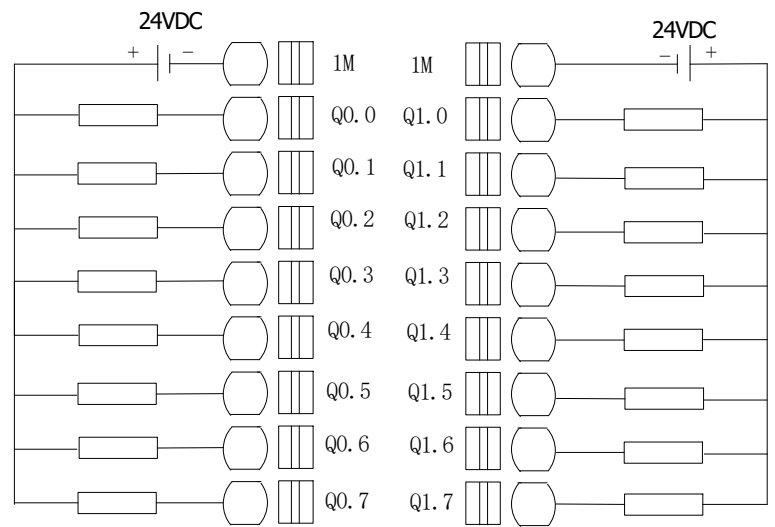 24VDC 24VDC
+ − − +
1M 1M
Q0.0 Q1.0
Q0.1 Q1.1
Q0.2 Q1.2
Q0.3 Q1.3
Q0.4 Q1.4
Q0.5 Q1.5
Q0.6 Q1.6
Q0.7 Q1.7